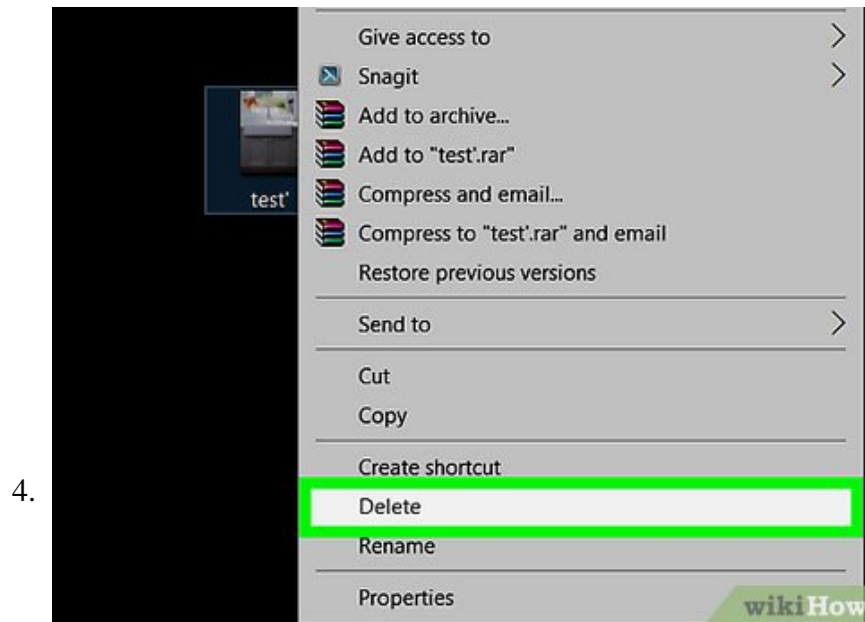 Give access to
Snagit
Add to archive...
Add to "test'.rar"
test'
Compress and email...
Compress to "test'.rar" and email
Restore previous versions
Send to
Cut
Copy
Create shortcut
4.
Delete
Rename
Properties
wikiHow